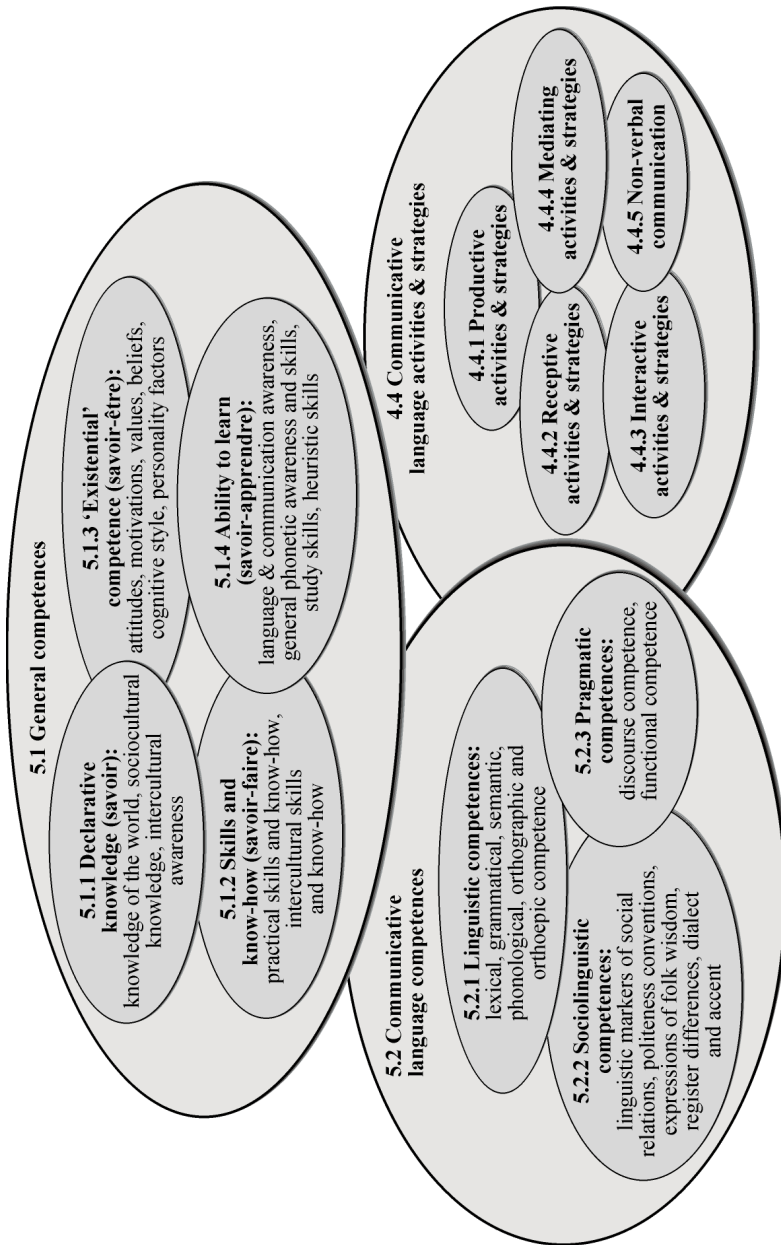 5.1 General competences
5.1.1 Declarative
knowledge (savoir):
knowledge of the world, sociocultural
knowledge, intercultural
awareness
5.1.3 ‘Existential’
competence (savoir-être):
attitudes, motivations, values, beliefs,
cognitive style, personality factors
5.1.2 Skills and
know-how (savoir-faire):
practical skills and know-how,
intercultural skills
and know-how
5.1.4 Ability to learn
(savoir-apprendre):
language & communication awareness,
general phonetic awareness and skills,
study skills, heuristic skills
5.2 Communicative
language competences
5.2.1 Linguistic competences:
lexical, grammatical, semantic,
phonological, orthographic and
orthoepic competence
5.2.2 Sociolinguistic
competences:
linguistic markers of social
relations, politeness conventions,
expressions of folk wisdom,
register differences, dialect
and accent
5.2.3 Pragmatic
competences:
discourse competence,
functional competence
4.4 Communicative
language activities & strategies
4.4.1 Productive
activities & strategies
4.4.2 Receptive
activities & strategies
4.4.4 Mediating
activities & strategies
4.4.3 Interactive
activities & strategies
4.4.5 Non-verbal
communication